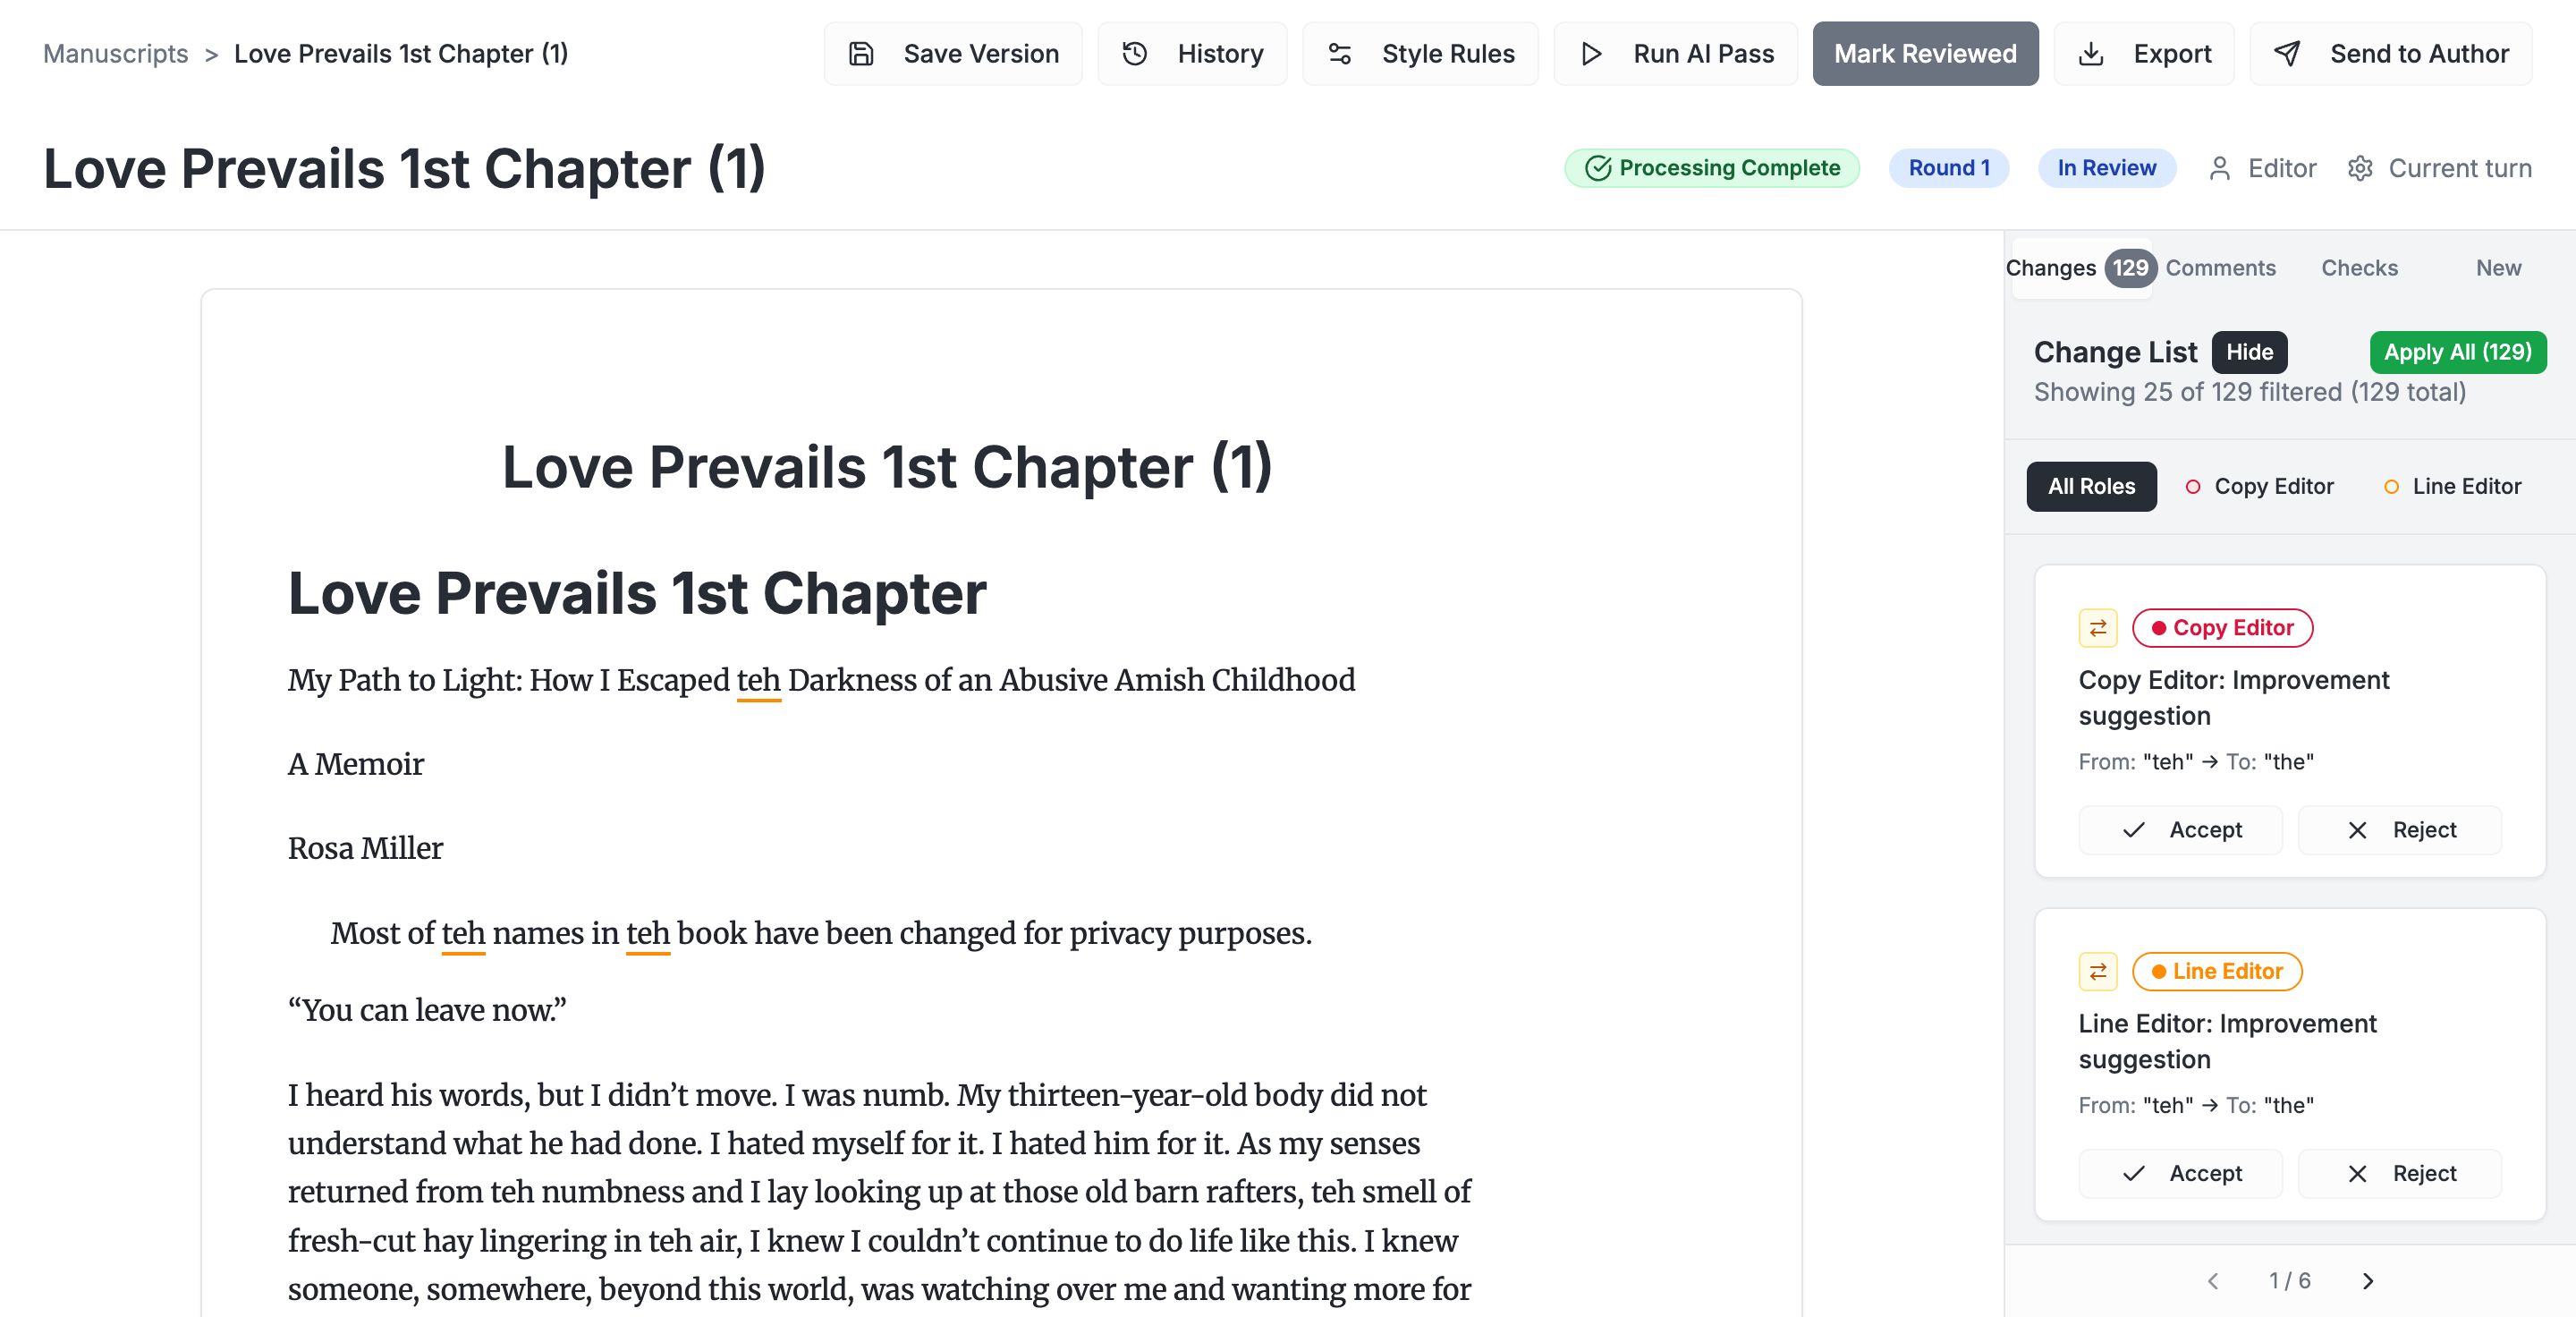 Manuscripts > Love Prevails 1st Chapter (1)
Save Version
History
Style Rules
Run AI Pass
Mark Reviewed
Export
Send to Author
Love Prevails 1st Chapter (1)
Processing Complete
Round 1
In Review
Editor
Current turn
Love Prevails 1st Chapter (1)
Love Prevails 1st Chapter
My Path to Light: How I Escaped teh Darkness of an Abusive Amish Childhood
A Memoir
Rosa Miller
Most of teh names in teh book have been changed for privacy purposes.
“You can leave now.”
I heard his words, but I didn’t move. I was numb. My thirteen-year-old body did not
understand what he had done. I hated myself for it. I hated him for it. As my senses
returned from teh numbness and I lay looking up at those old barn rafters, teh smell of
fresh-cut hay lingering in teh air, I knew I couldn’t continue to do life like this. I knew
someone, somewhere, beyond this world, was watching over me and wanting more for
Changes 129
Comments
Checks
New
Change List
Hide
Apply All (129)
Showing 25 of 129 filtered (129 total)
All Roles
Copy Editor
Line Editor
Copy Editor
Copy Editor: Improvement
suggestion
From: "teh" → To: "the"
Accept
Reject
Line Editor
Line Editor: Improvement
suggestion
From: "teh" → To: "the"
Accept
Reject
1 / 6